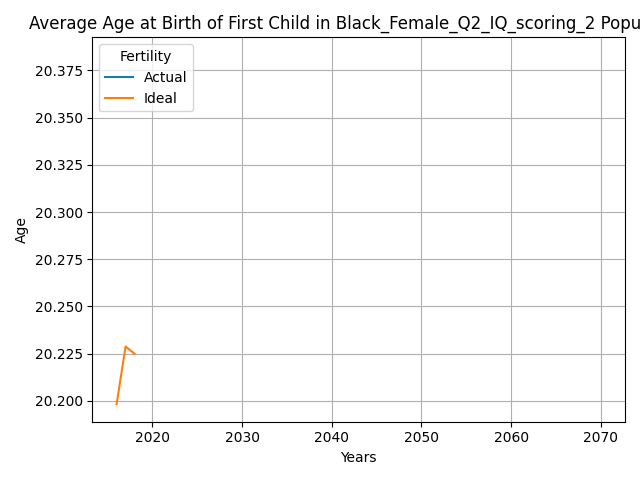 Average Age at Birth of First Child in Black_Female_Q2_IQ_scoring_2 Popu
Fertility
Actual
Ideal
20.375
20.350
20.325
20.300
20.275
20.250
20.225
20.200
Age
2020 2030 2040 2050 2060 2070
Years